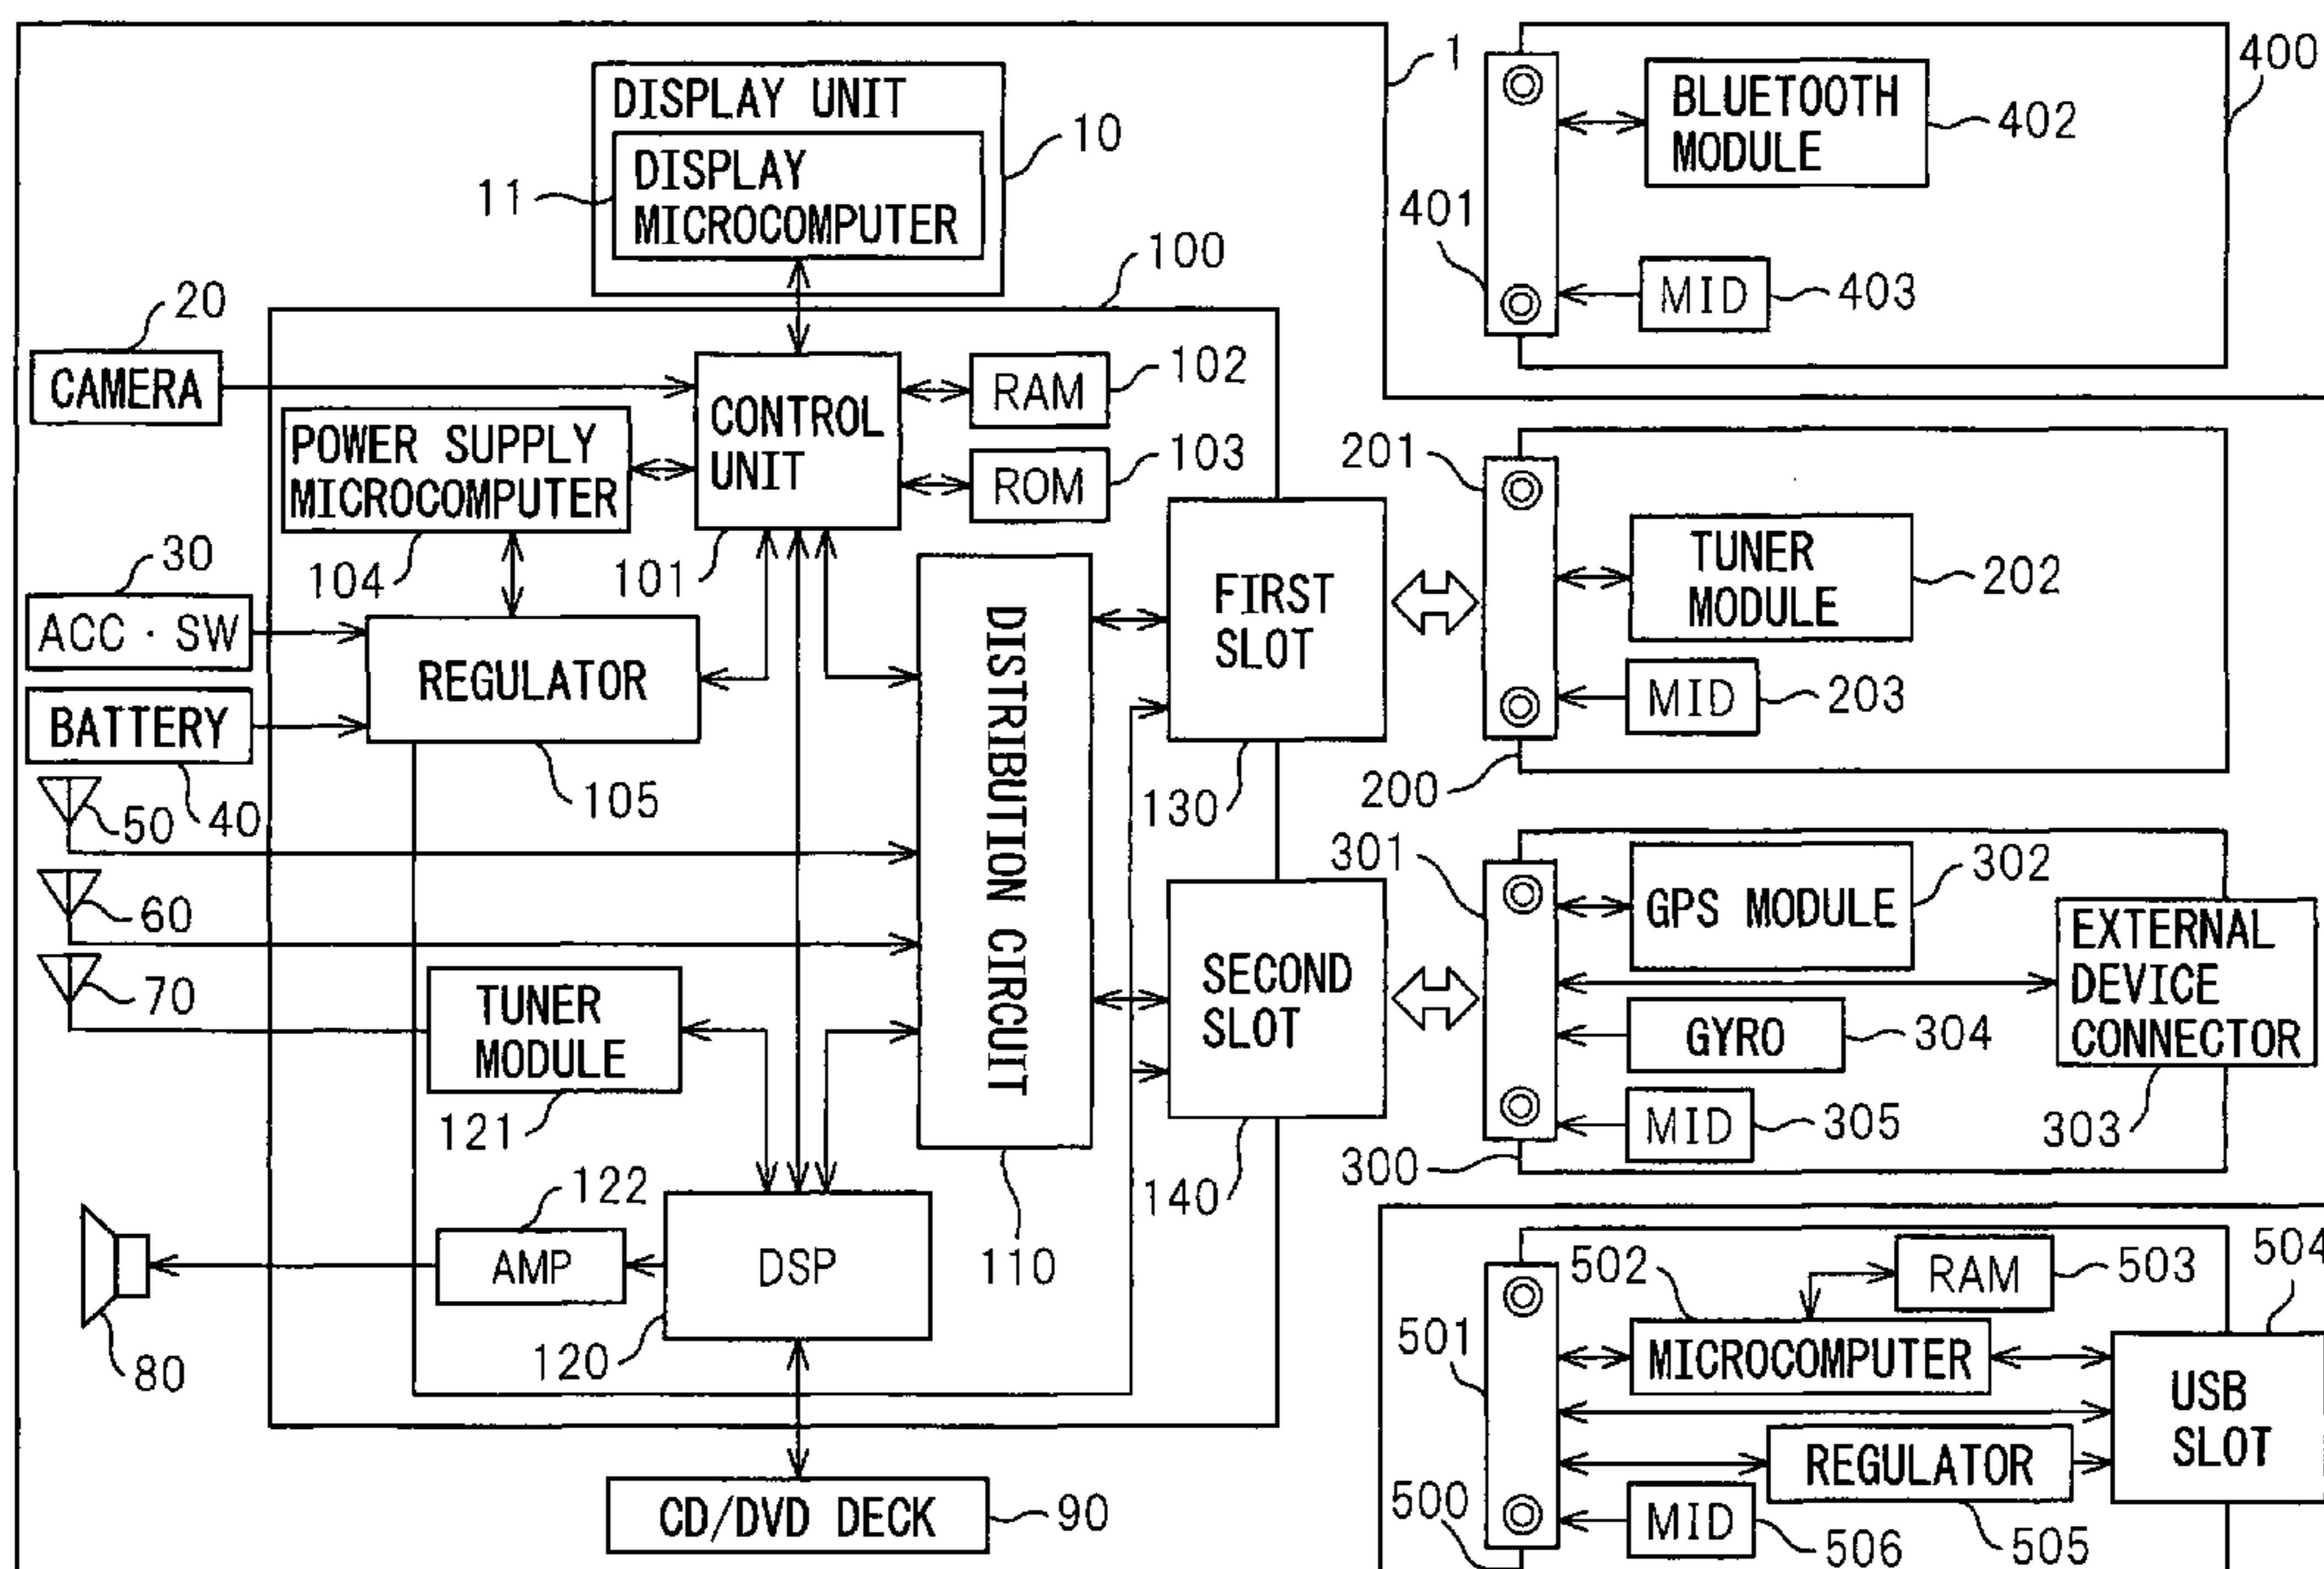 DISPLAY UNIT
DISPLAY
MICROCOMPUTER
11
10
1
100
20
CAMERA
CONTROL
UNIT
RAM
102
ROM
103
POWER SUPPLY
MICROCOMPUTER
104
101
30
ACC · SW
BATTERY
40
REGULATOR
105
50
60
70
DISTRIBUTION CIRCUIT
110
FIRST
SLOT
130
SECOND
SLOT
140
TUNER
MODULE
121
122
AMP
DSP
120
80
CD/DVD DECK
90
400
BLUETOOTH
MODULE
402
401
MID
403
201
TUNER
MODULE
202
MID
203
200
301
GPS MODULE
302
EXTERNAL
DEVICE
CONNECTOR
303
GYRO
304
MID
305
300
502
RAM
503
504
501
MICROCOMPUTER
USB
SLOT
REGULATOR
505
500
MID
506